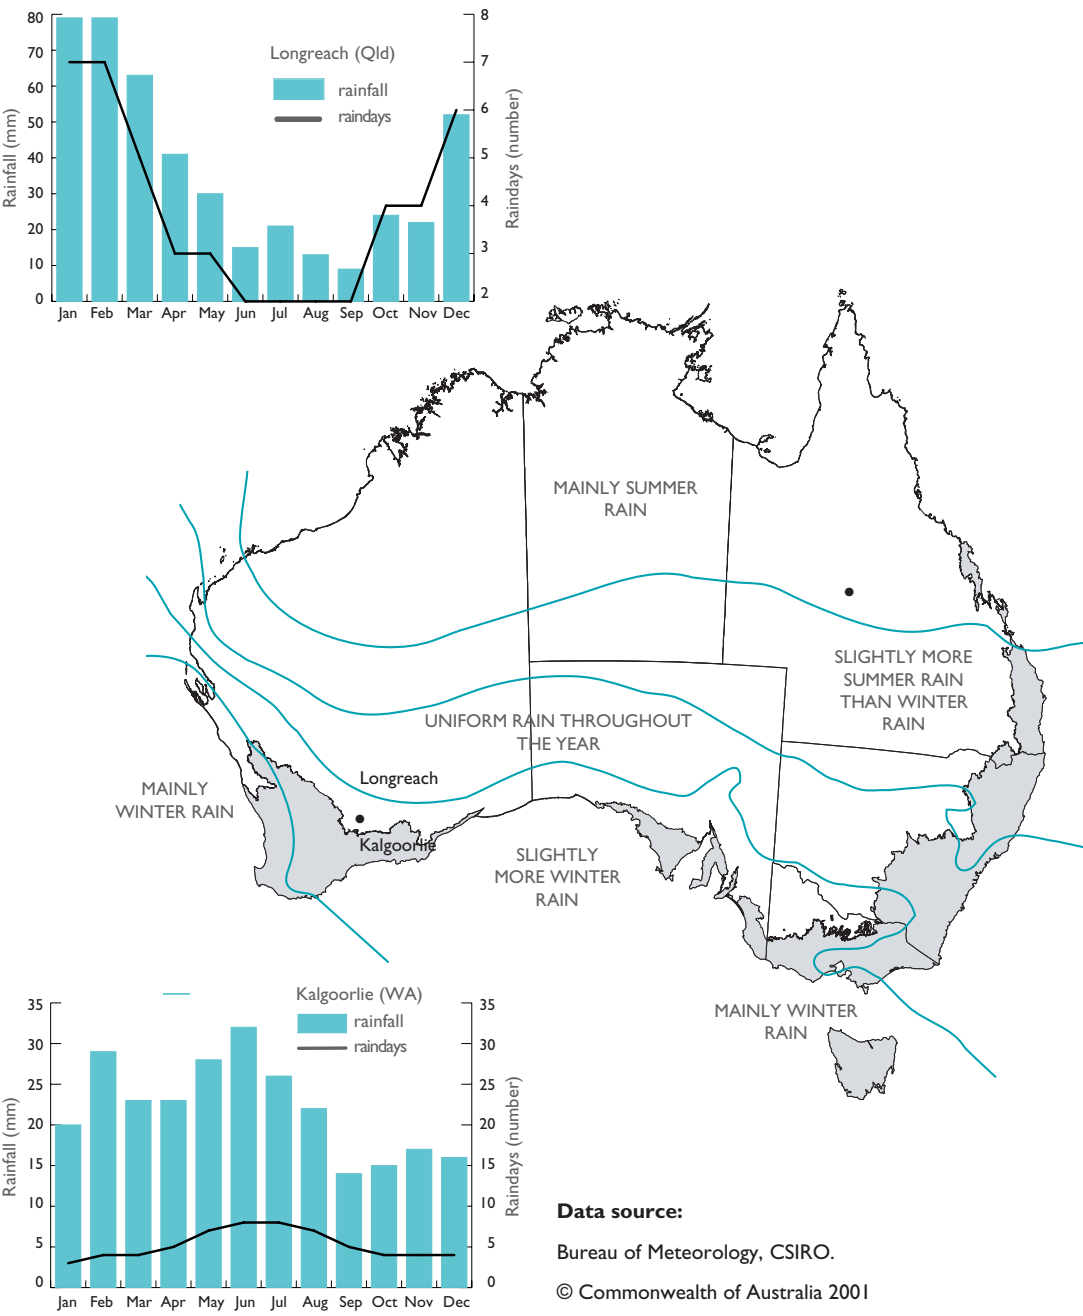 80
70
60
50
40
30
20
10
0
Rainfall (mm)
8
7
6
5
4
3
2
Raindays (number)
Longreach (Qld)
rainfall
raindays
Jan Feb Mar Apr May Jun Jul Aug Sep Oct Nov Dec
MAINLY SUMMER
RAIN
SLIGHTLY MORE
SUMMER RAIN
THAN WINTER
RAIN
UNIFORM RAIN THROUGHOUT
THE YEAR
Longreach
MAINLY
WINTER RAIN
Kalgoorlie
SLIGHTLY
MORE WINTER
RAIN
MAINLY WINTER
RAIN
Kalgoorlie (WA)
rainfall
raindays
35
30
25
20
15
10
5
0
Rainfall (mm)
35
30
25
20
15
10
5
0
Raindays (number)
Jan Feb Mar Apr May Jun Jul Aug Sep Oct Nov Dec
Data source:
Bureau of Meteorology, CSIRO.
© Commonwealth of Australia 2001